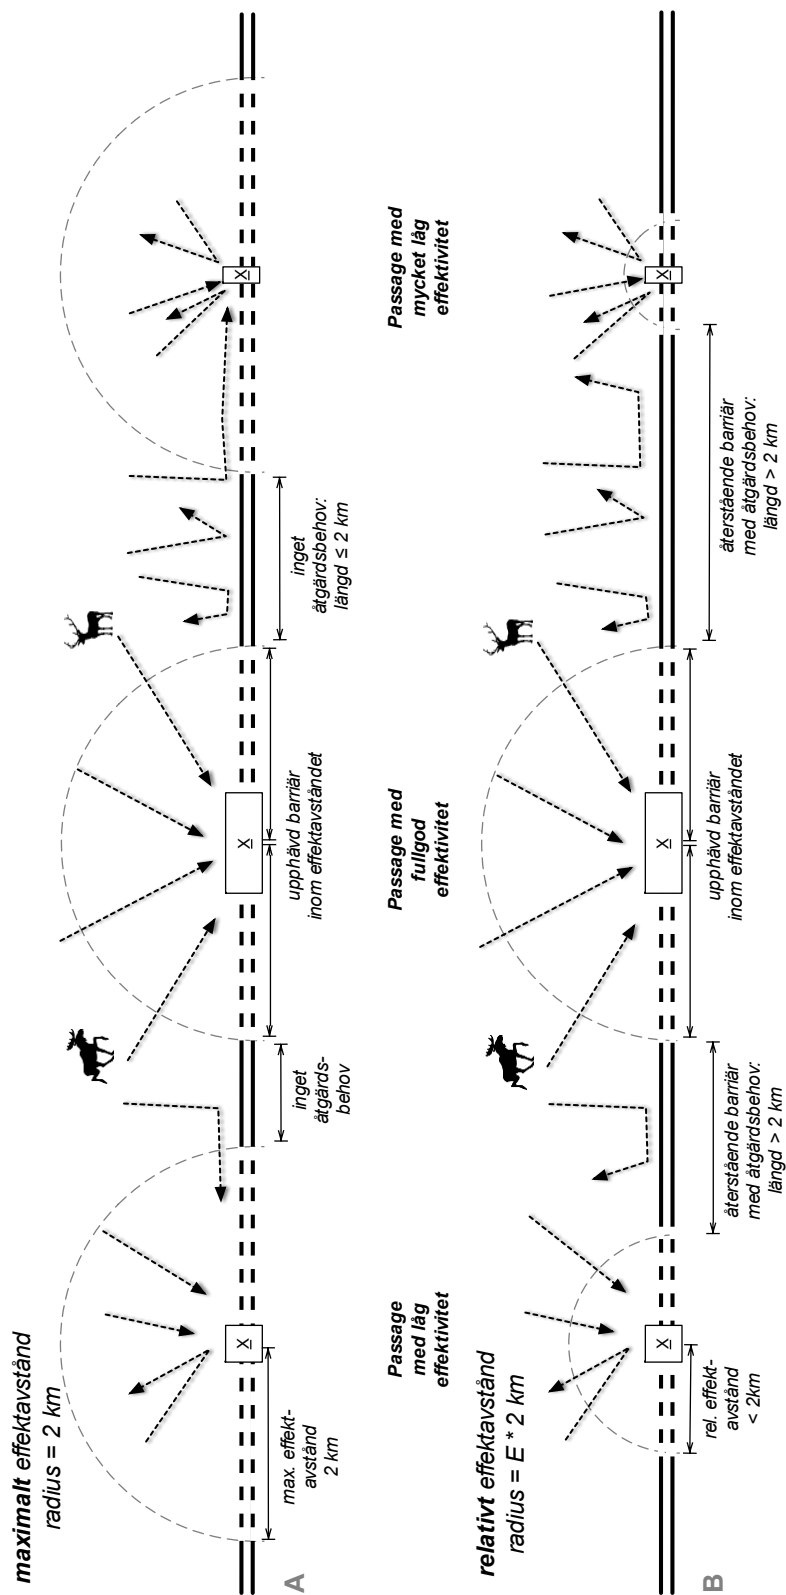 maximalt effektavstånd
radius = 2 km
X
X
X
max. effekt-
avstånd
2 km
inget
åtgärds-
behov
upphävd barriär
inom effektavståndet
inget
åtgärdsbehov:
längd ≤ 2 km
A
Passage
med låg
effektivitet
Passage med
fullgod
effektivitet
Passage med
mycket låg
effektivitet
relativt effektavstånd
radius = E * 2 km
X
X
X
rel. effekt-
avstånd
< 2km
återstående barriär
med åtgärdsbehov:
längd > 2 km
upphävd barriär
inom effektavståndet
återstående barriär
med åtgärdsbehov:
längd > 2 km
B